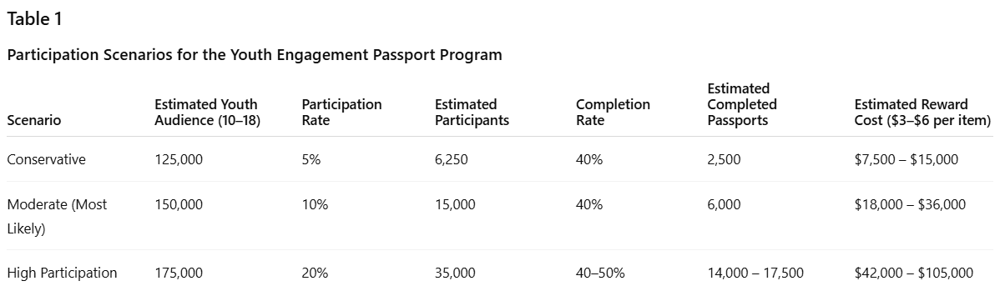 Table 1
Participation Scenarios for the Youth Engagement Passport Program
Scenario | Estimated Youth Audience (10–18) | Participation Rate | Estimated Participants | Completion Rate | Estimated Completed Passports | Estimated Reward Cost ($3–$6 per item)
Conservative | 125,000 | 5% | 6,250 | 40% | 2,500 | $7,500 – $15,000
Moderate (Most Likely) | 150,000 | 10% | 15,000 | 40% | 6,000 | $18,000 – $36,000
High Participation | 175,000 | 20% | 35,000 | 40–50% | 14,000 – 17,500 | $42,000 – $105,000